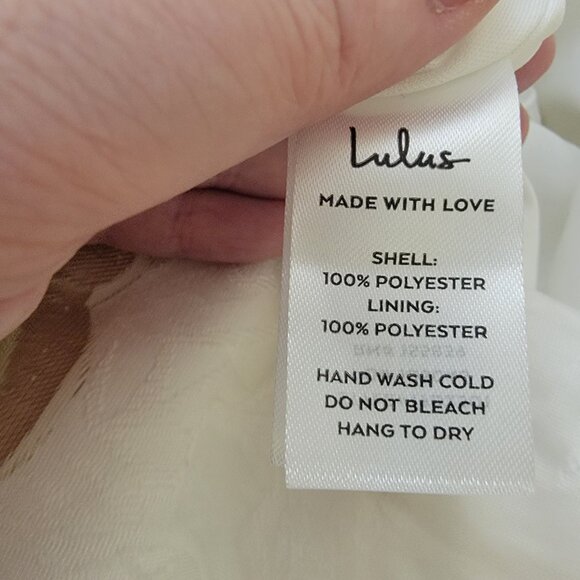 Lulus
MADE WITH LOVE
SHELL:
100% POLYESTER
LINING:
100% POLYESTER
HAND WASH COLD
DO NOT BLEACH
HANG TO DRY